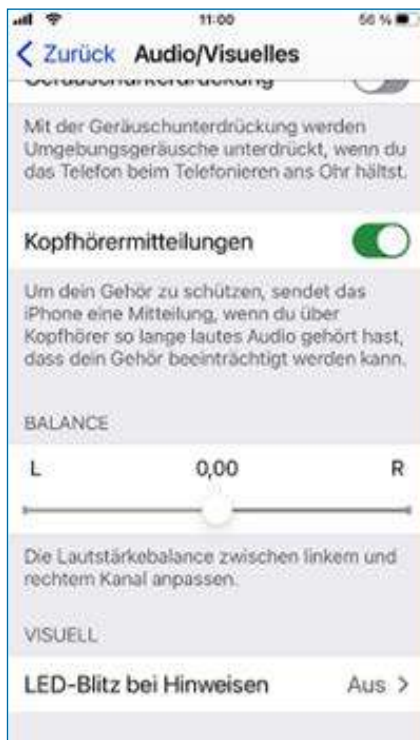 11:00
56 %
Zurück Audio/Visuelles
Geräuschunterdrückung
Mit der Geräuschunterdrückung werden
Umgebungsgeräusche unterdrückt, wenn du
das Telefon beim Telefonieren ans Ohr hältst.
Kopfhörermitteilungen
Um dein Gehör zu schützen, sendet das
iPhone eine Mitteilung, wenn du über
Kopfhörer so lange lautes Audio gehört hast,
dass dein Gehör beeinträchtigt werden kann.
BALANCE
L 0,00 R
Die Lautstärkebalance zwischen linkem und
rechtem Kanal anpassen.
VISUELL
LED-Blitz bei Hinweisen Aus